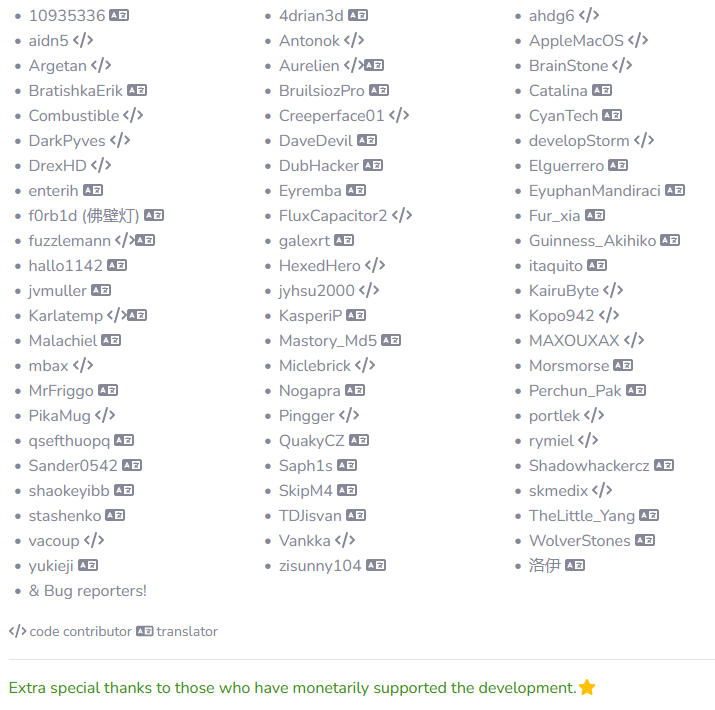 10935336
4drian3d
ahdg6
aidn5
Antonok
AppleMacOS
Argetan
Aurelien
BrainStone
BratishkaErik
BruilsiozPro
Catalina
Combustible
Creeperface01
CyanTech
DarkPyves
DaveDevil
developStorm
DrexHD
DubHacker
Elguerrero
enterih
Eyremba
EyuphanMandiraci
f0rb1d (佛壁灯)
FluxCapacitor2
Fur_xia
fuzzlemann
galexrt
Guinness_Akihiko
hallo1142
HexedHero
itaquito
jvmuller
jyhsu2000
KairuByte
Karlatemp
KasperiP
Kopo942
Malachiel
Mastory_Md5
MAXOUXAX
mbax
Miclebrick
Morsmorse
MrFriggo
Nogapra
Perchun_Pak
PikaMug
Pingger
portlek
qsefthuopq
QuakyCZ
rymiel
Sander0542
Saph1s
Shadowhackercz
shaokeyibb
SkipM4
skmedix
stashenko
TDJisvan
TheLittle_Yang
vacoup
Vankka
WolverStones
yukieji
zisunny104
洛伊
& Bug reporters!
code contributor translator
Extra special thanks to those who have monetarily supported the development.